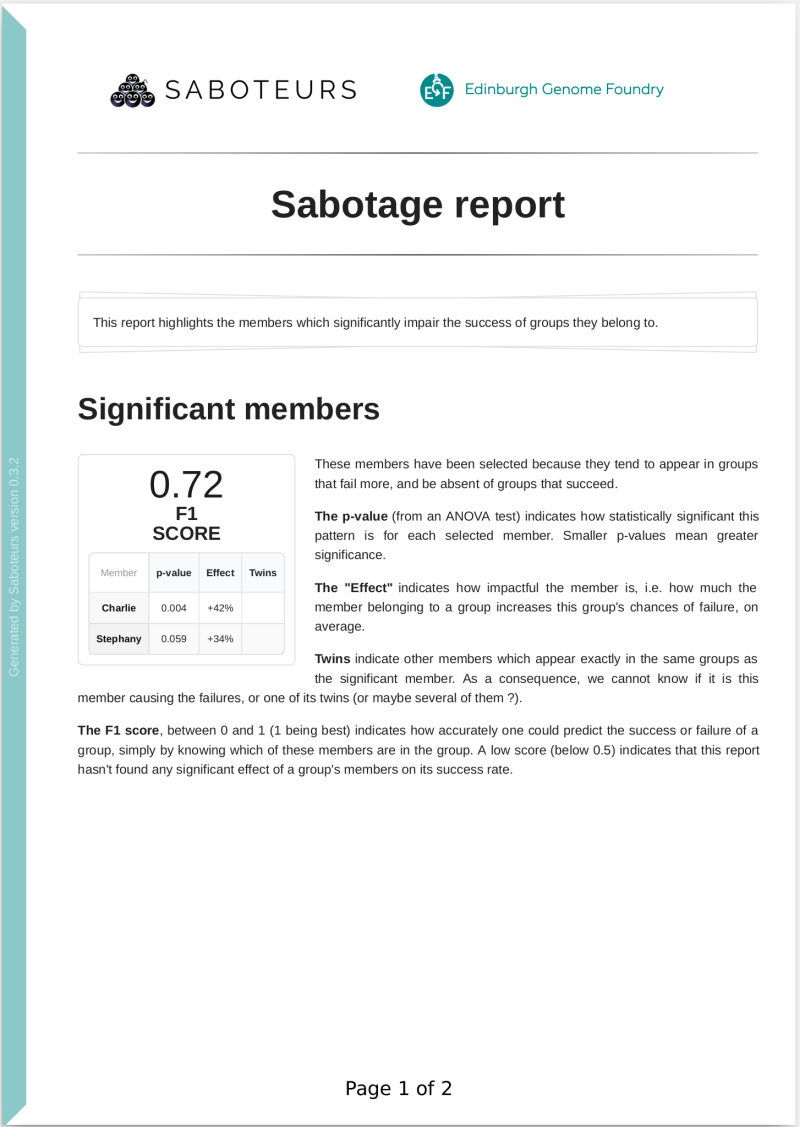 SABOTEURS
EGF Edinburgh Genome Foundry
Sabotage report
This report highlights the members which significantly impair the success of groups they belong to.
Significant members
0.72
F1
SCORE
Member p-value Effect Twins
Charlie 0.004 +42%
Stephany 0.059 +34%
These members have been selected because they tend to appear in groups
that fail more, and be absent of groups that succeed.
The p-value (from an ANOVA test) indicates how statistically significant this
pattern is for each selected member. Smaller p-values mean greater
significance.
The "Effect" indicates how impactful the member is, i.e. how much the
member belonging to a group increases this group's chances of failure, on
average.
Twins indicate other members which appear exactly in the same groups as
the significant member. As a consequence, we cannot know if it is this
member causing the failures, or one of its twins (or maybe several of them ?).
The F1 score, between 0 and 1 (1 being best) indicates how accurately one could predict the success or failure of a
group, simply by knowing which of these members are in the group. A low score (below 0.5) indicates that this report
hasn't found any significant effect of a group's members on its success rate.
Generated by Saboteurs version 0.3.2
Page 1 of 2